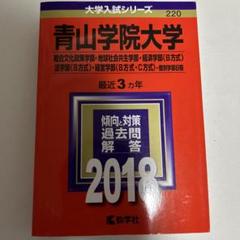 大学入試シリーズ
220
青山学院大学
総合文化政策学部・地球社会共生学部・経済学部〈B方式〉
法学部〈B方式〉・経営学部〈B方式・C方式〉－個別学部日程
最近3カ年
傾向と対策
過去問
解答
2018
教学社